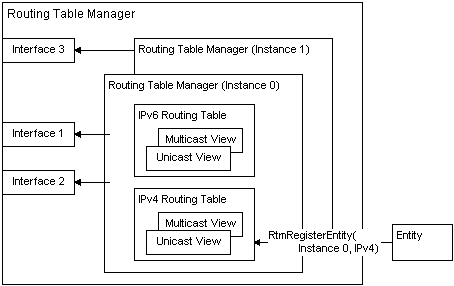 Routing Table Manager
Interface 3
Routing Table Manager (Instance 1)
Routing Table Manager (Instance 0)
IPv6 Routing Table
Multicast View
Unicast View
Interface 1
Interface 2
IPv4 Routing Table
Multicast View
Unicast View
RtmRegisterEntity(
Instance 0, IPv4)
Entity